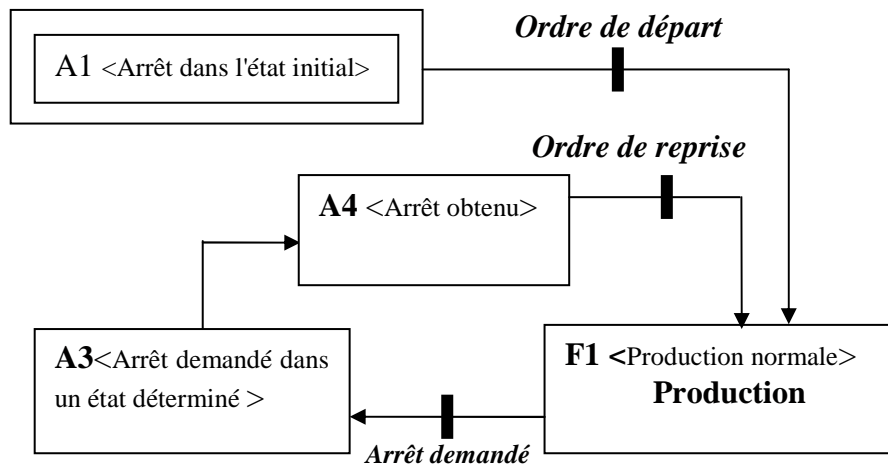 Ordre de départ
A1 <Arrêt dans l'état initial>
Ordre de reprise
A4 <Arrêt obtenu>
A3<Arrêt demandé dans
un état déterminé >
F1 <Production normale>
Production
Arrêt demandé